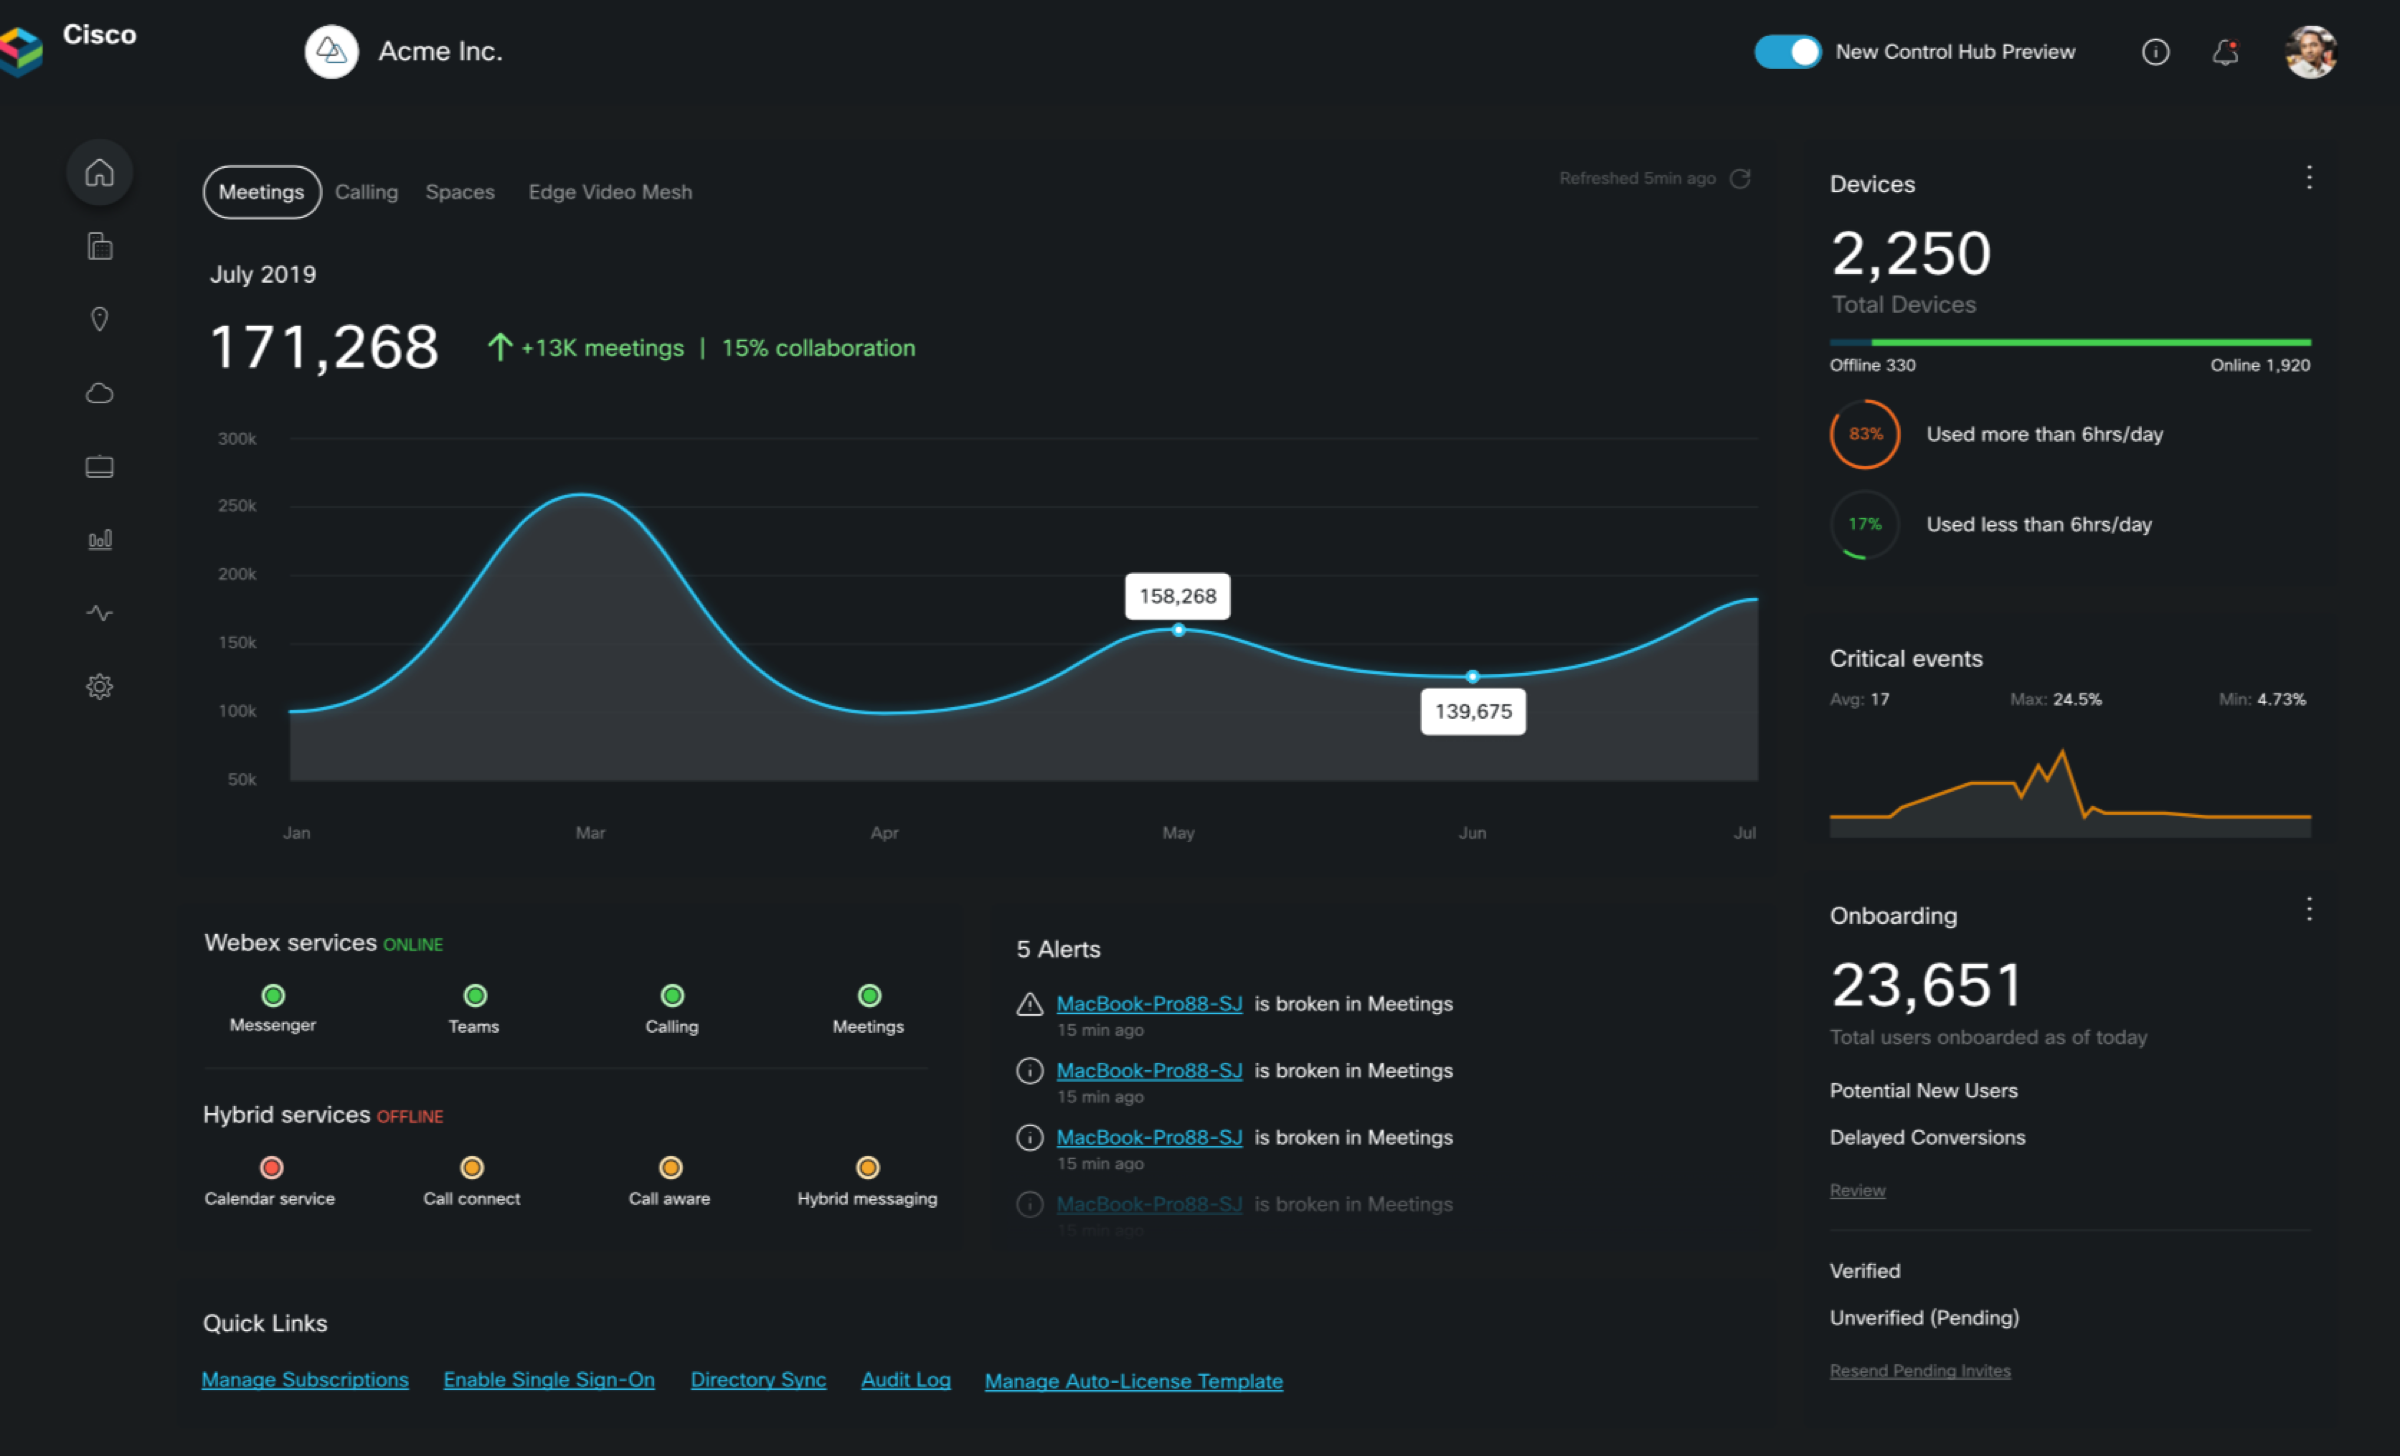 Cisco
Acme Inc.
New Control Hub Preview
Meetings Calling Spaces Edge Video Mesh
Refreshed 5min ago
July 2019
171,268 +13K meetings | 15% collaboration
300k
250k
200k
150k
100k
50k
158,268
139,675
Jan Mar Apr May Jun Jul
Devices
2,250
Total Devices
Offline 330 Online 1,920
83% Used more than 6hrs/day
17% Used less than 6hrs/day
Critical events
Avg: 17 Max: 24.5% Min: 4.73%
Webex services ONLINE
Messenger Teams Calling Meetings
Hybrid services OFFLINE
Calendar service Call connect Call aware Hybrid messaging
5 Alerts
MacBook-Pro88-SJ is broken in Meetings
15 min ago
MacBook-Pro88-SJ is broken in Meetings
15 min ago
MacBook-Pro88-SJ is broken in Meetings
15 min ago
MacBook-Pro88-SJ is broken in Meetings
15 min ago
Onboarding
23,651
Total users onboarded as of today
Potential New Users
Delayed Conversions
Review
Verified
Unverified (Pending)
Resend Pending Invites
Quick Links
Manage Subscriptions Enable Single Sign-On Directory Sync Audit Log Manage Auto-License Template